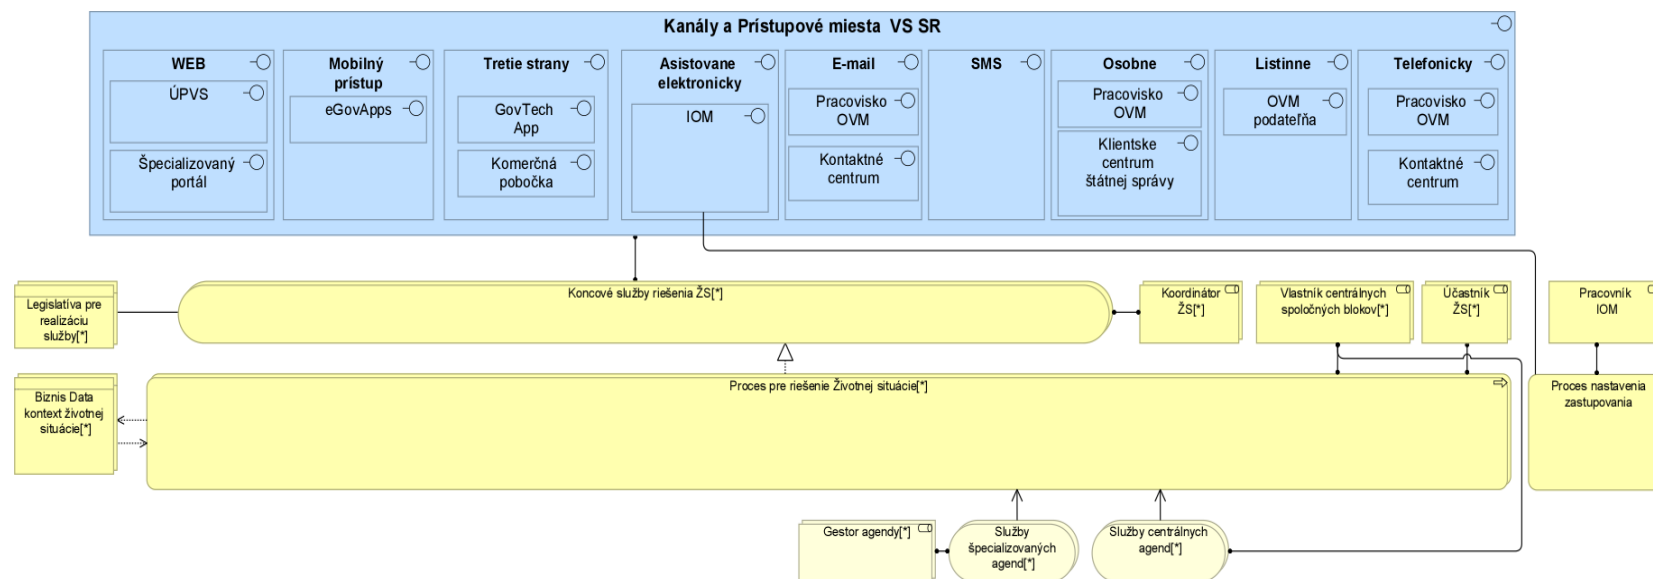 Kanály a Prístupové miesta  VS SR
WEB
ÚPVS
Špecializovaný
portál
Mobilný
prístup
eGovApps
Tretie strany
GovTech
App
Komerčná
pobočka
Asistovane
elektronicky
IOM
E-mail
Pracovisko
OVM
Kontaktné
centrum
SMS
Osobne
Pracovisko
OVM
Klientske
centrum
štátnej správy
Listinne
OVM
podateľňa
Telefonicky
Pracovisko
OVM
Kontaktné
centrum
Legislatíva pre
realizáciu
služby[*]
Koncové služby riešenia ŽS[*]
Koordinátor
ŽS[*]
Vlastník centrálnych
spoločných blokov[*]
Účastník
ŽS[*]
Pracovník
IOM
Biznis Data
kontext životnej
situácie[*]
Proces pre riešenie Životnej situácie[*]
Proces nastavenia
zastupovania
Gestor agendy[*]
Služby
špecializovaných
agend[*]
Služby centrálnych
agend[*]